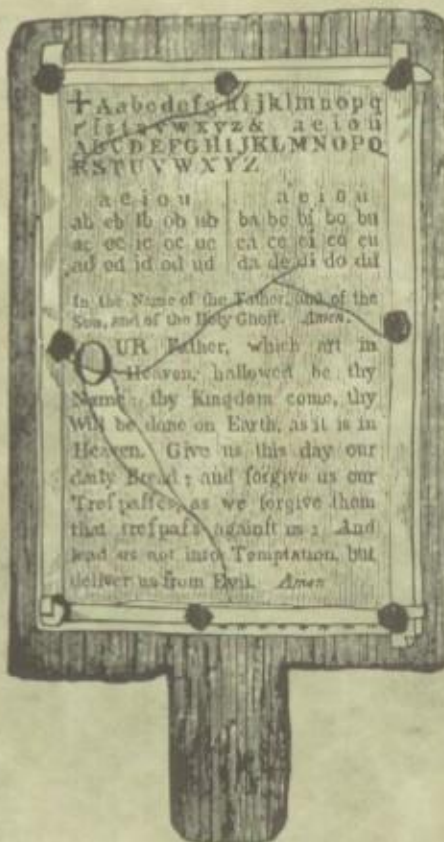 +Aabcdefghijklmnopq
rſstuvwxyz& aeiou
ABCDEFGHIJKLMNOPQ
RSTUVWXYZ
a e i o u a e i o u
ab eb ib ob ub ba be bi bo bu
ac ec ic oc uc ca ce ci co cu
ad ed id od ud da de di do du
In the Name of the Father, and of the
Son, and of the Holy Ghoſt. Amen.
OUR Father, which art in
Heaven, hallowed be thy
Name; thy Kingdom come, thy
Will be done on Earth, as it is in
Heaven. Give us this day our
daily Bread; and forgive us our
Treſpaſſes, as we forgive them
that treſpaſs againſt us: And
lead us not into Temptation, but
deliver us from Evil. Amen